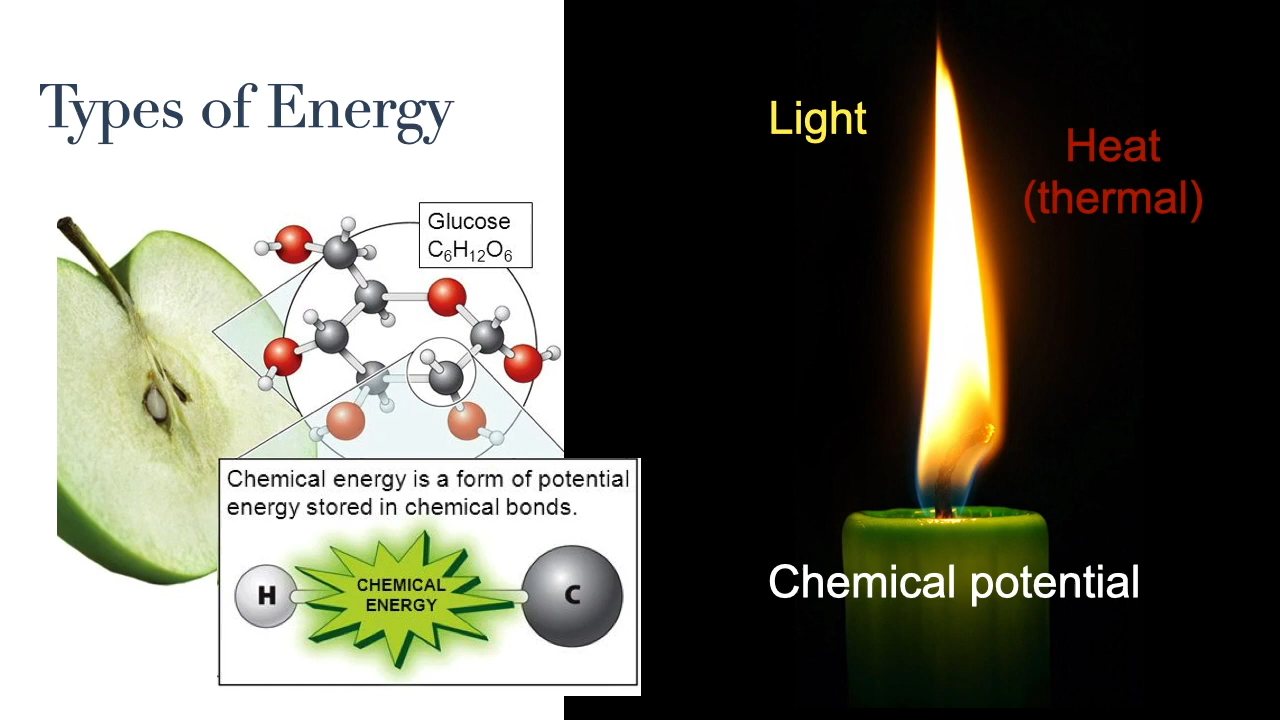 Types of Energy
Glucose
C₆H₁₂O₆
Chemical energy is a form of potential
energy stored in chemical bonds.
H
CHEMICAL
ENERGY
C
Light
Heat
(thermal)
Chemical potential